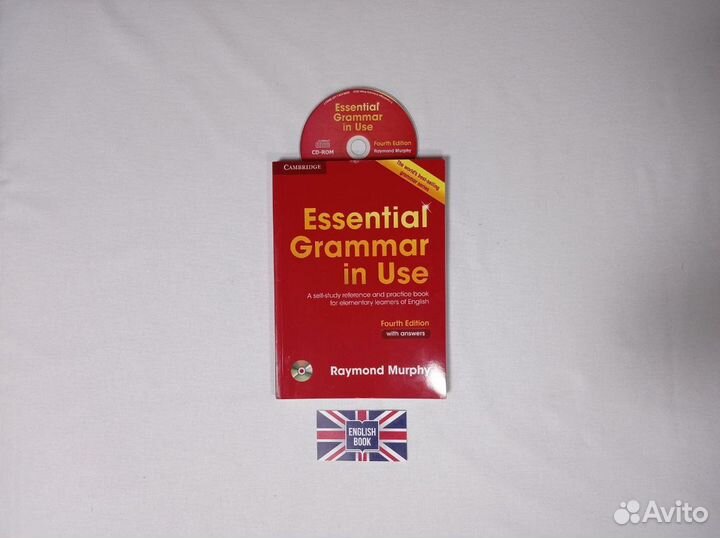 Essential
Grammar
in Use
Fourth Edition
CD-ROM
Raymond Murphy
CAMBRIDGE
The world's best-selling
grammar series
Essential
Grammar
in Use
A self-study reference and practice book
for elementary learners of English
Fourth Edition
with answers
Raymond Murphy
ENGLISH
BOOK
Avito